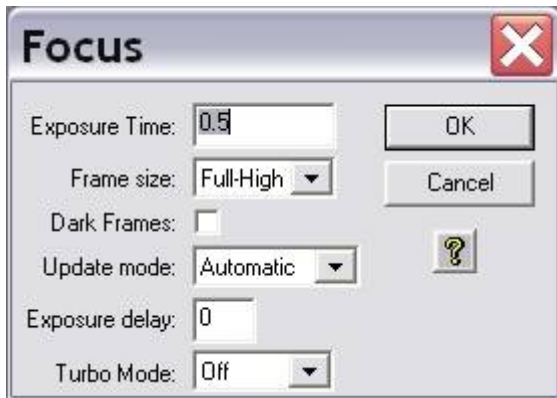 Focus
Exposure Time: 0.5 OK
Frame size: Full-High Cancel
Dark Frames:
Update mode: Automatic ?
Exposure delay: 0
Turbo Mode: Off